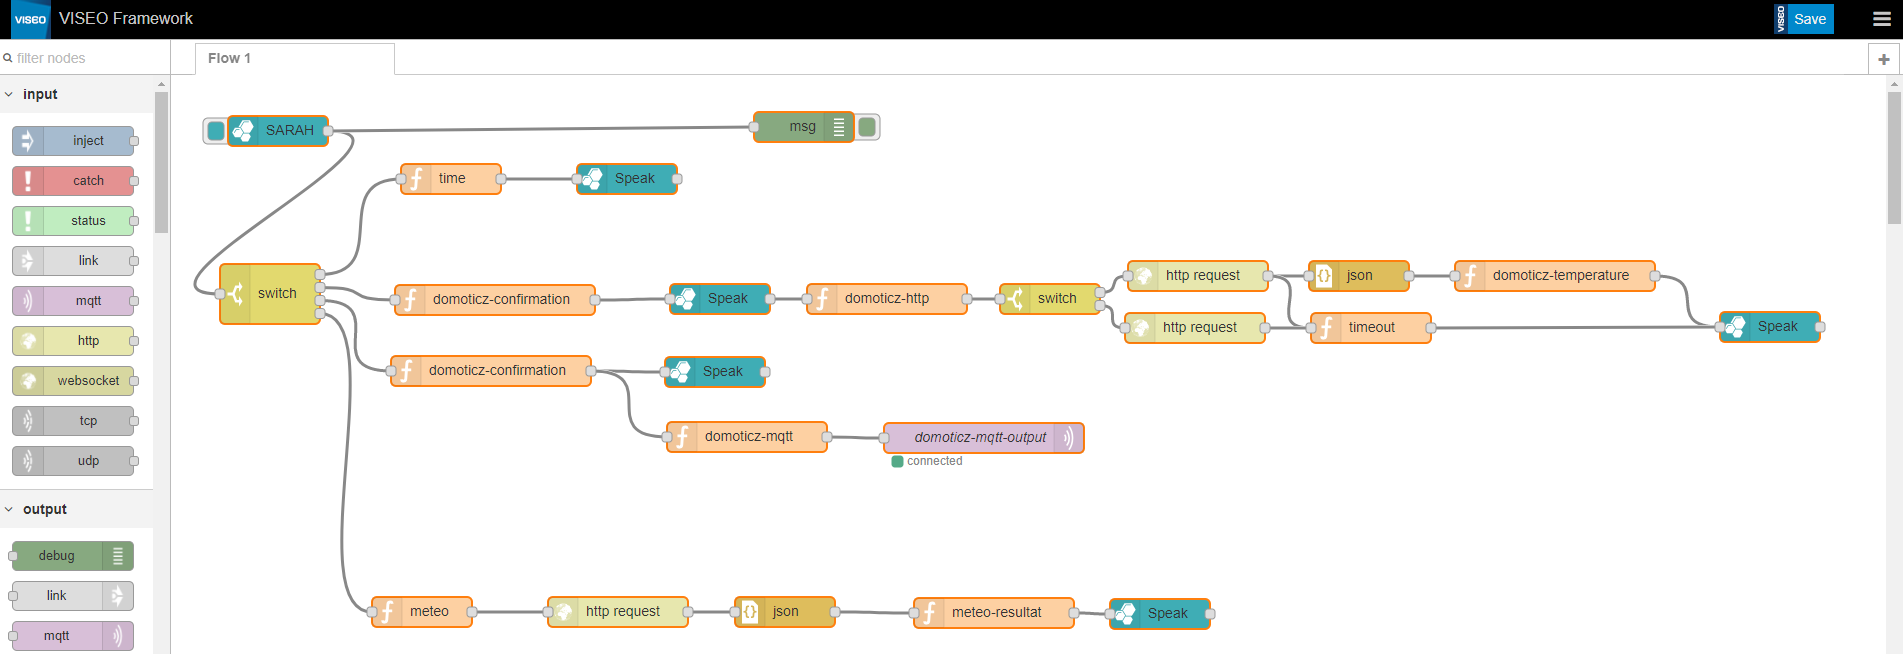 VISEO VISEO Framework VISEO Save
filter nodes
Flow 1
input
inject
catch
status
link
mqtt
http
websocket
tcp
udp
output
debug
link
mqtt
SARAH
msg
time
Speak
switch
domoticz-confirmation
Speak
domoticz-http
switch
http request
json
domoticz-temperature
http request
timeout
Speak
domoticz-confirmation
Speak
domoticz-mqtt
domoticz-mqtt-output
connected
meteo
http request
json
meteo-resultat
Speak